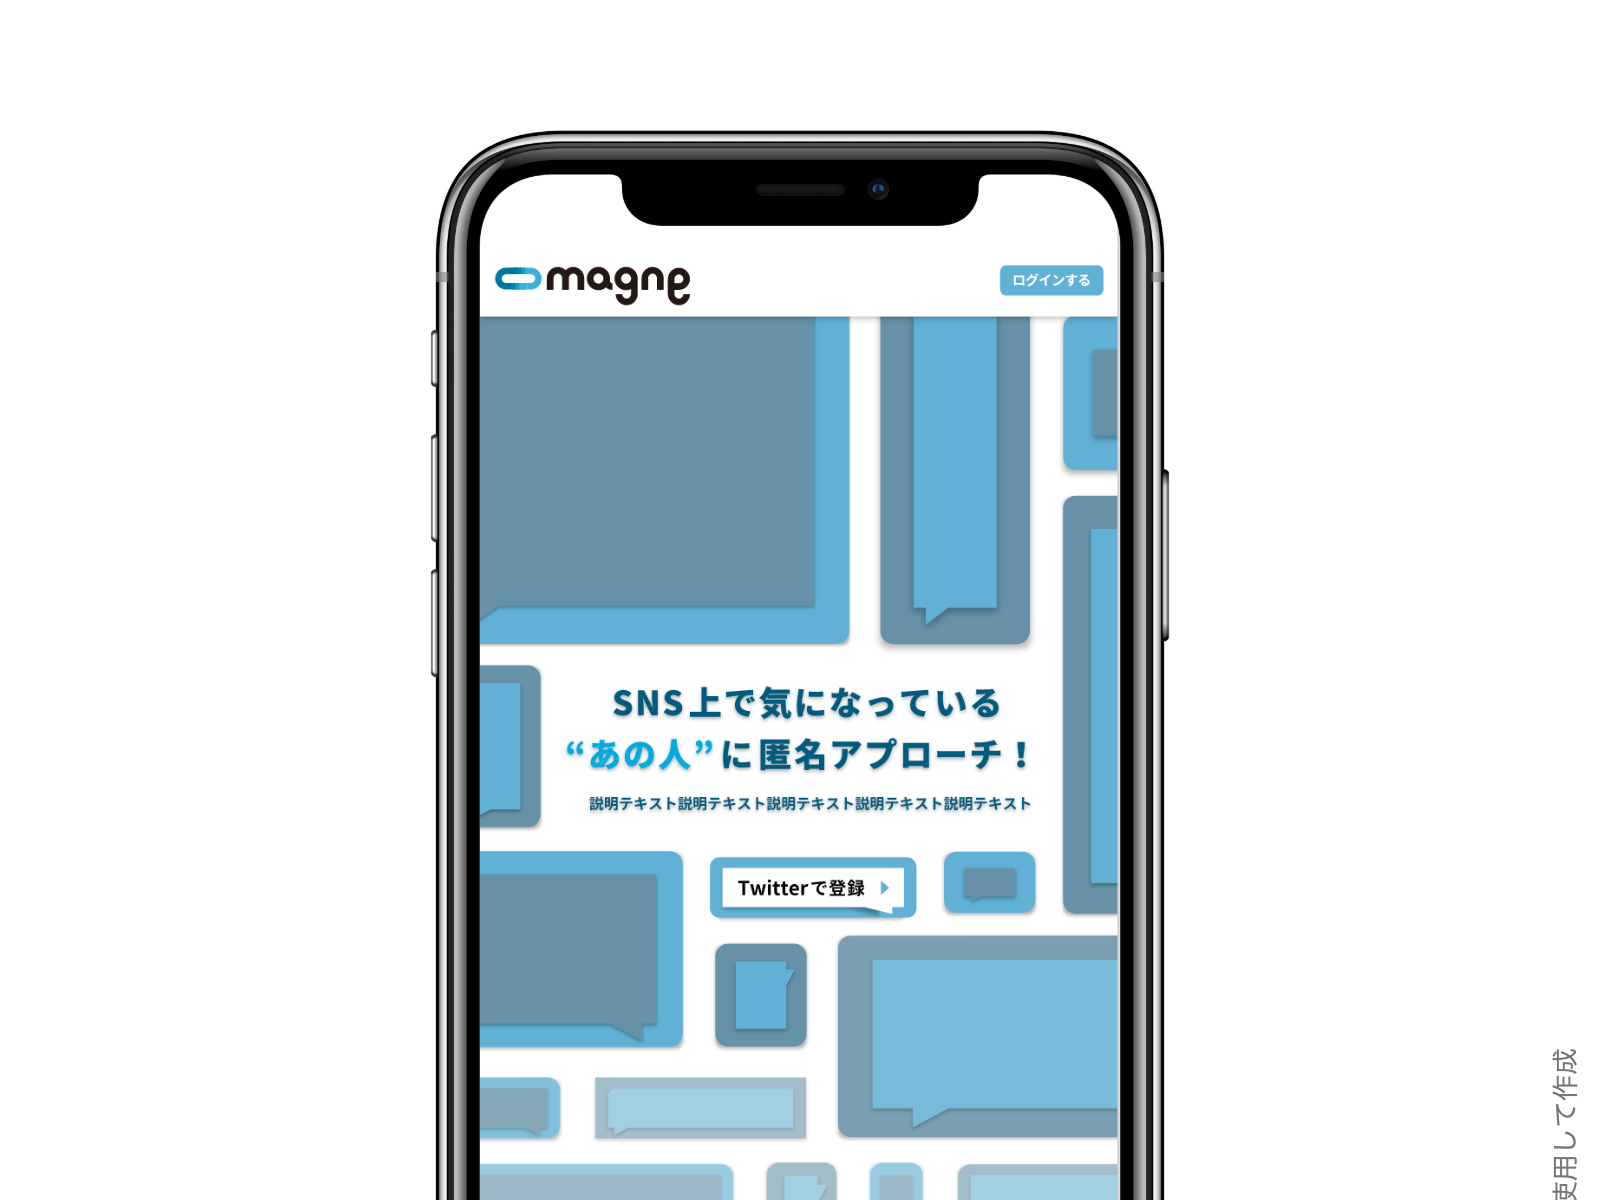 magne
ログインする
SNS上で気になっている
“あの人”に匿名アプローチ！
説明テキスト説明テキスト説明テキスト説明テキスト説明テキスト
Twitterで登録
使用して作成